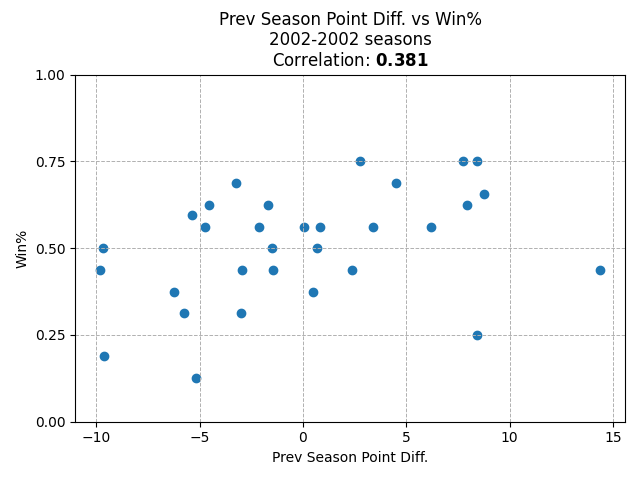 Prev Season Point Diff. vs Win%
2002-2002 seasons
Correlation: 0.381
1.00
0.75
0.50
0.25
0.00
Win%
−10
−5
0
5
10
15
Prev Season Point Diff.